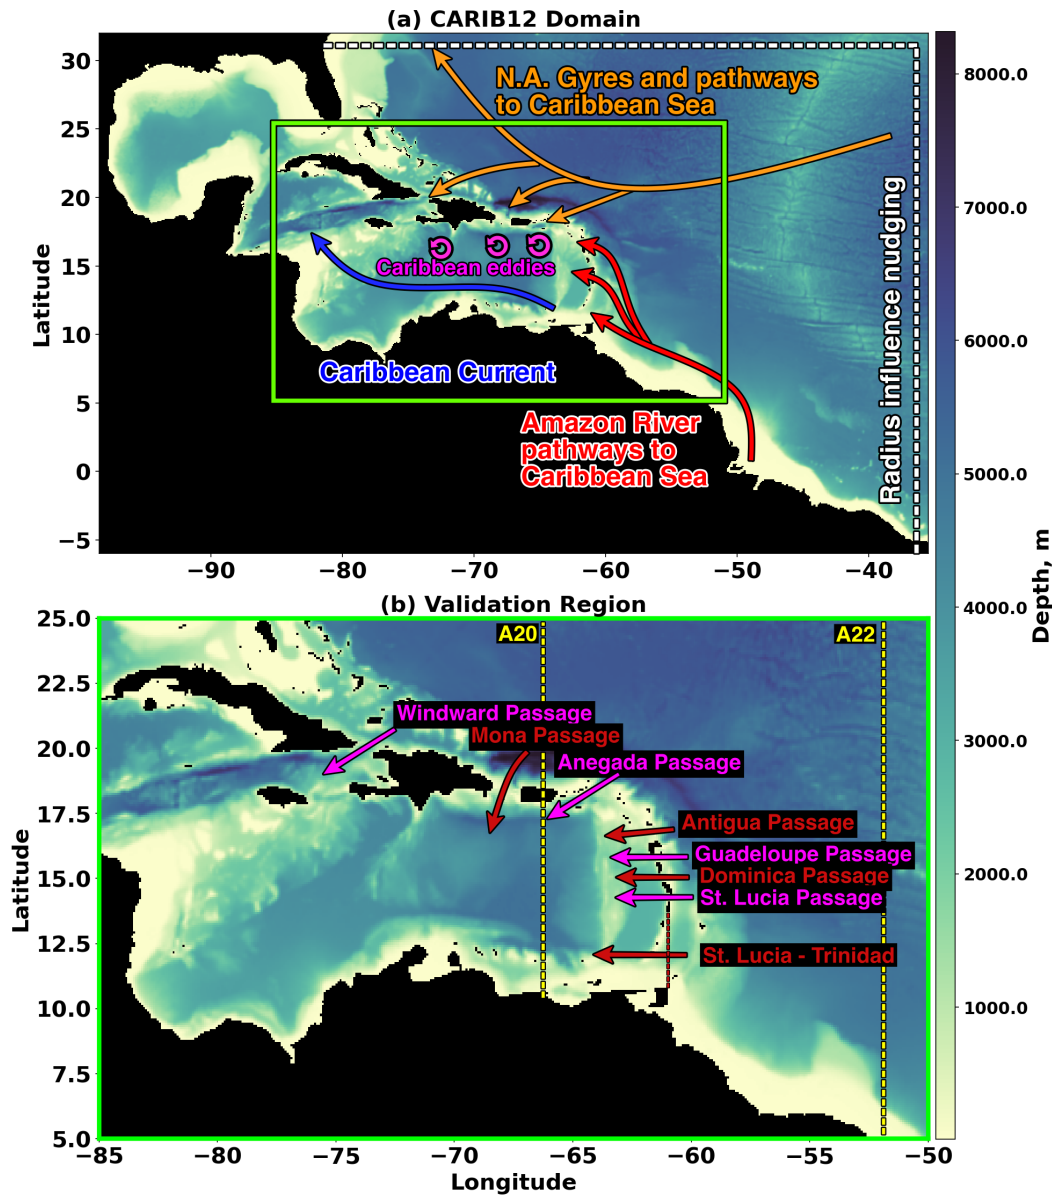 (a) CARIB12 Domain
30
25
20
15
10
5
0
−5
Latitude
N.A. Gyres and pathways
to Caribbean Sea
Caribbean eddies
Caribbean Current
Amazon River
pathways to
Caribbean Sea
Radius influence nudging
−90
−80
−70
−60
−50
−40
8000.0
7000.0
6000.0
5000.0
4000.0
3000.0
2000.0
1000.0
Depth, m
(b) Validation Region
25.0
22.5
20.0
17.5
15.0
12.5
10.0
7.5
5.0
Latitude
A20
A22
Windward Passage
Mona Passage
Anegada Passage
Antigua Passage
Guadeloupe Passage
Dominica Passage
St. Lucia Passage
St. Lucia - Trinidad
−85
−80
−75
−70
−65
−60
−55
−50
Longitude